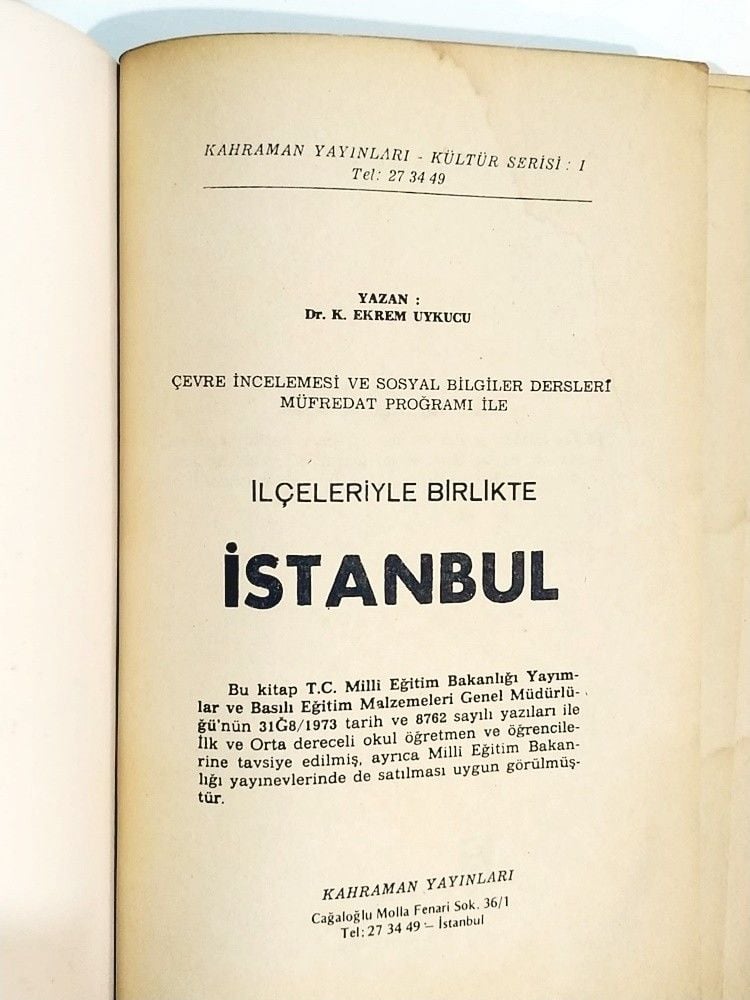 KAHRAMAN YAYINLARI - KÜLTÜR SERİSİ : I
Tel: 27 34 49
YAZAN :
Dr. K. EKREM UYKUCU
ÇEVRE İNCELEMESİ VE SOSYAL BİLGİLER DERSLERİ
MÜFREDAT PROĞRAMI İLE
İLÇELERİYLE BİRLİKTE
İSTANBUL
Bu kitap T.C. Milli Eğitim Bakanlığı Yayım-
lar ve Basılı Eğitim Malzemeleri Genel Müdürlü-
ğü'nün 31Ğ8/1973 tarih ve 8762 sayılı yazıları ile
İlk ve Orta dereceli okul öğretmen ve öğrencile-
rine tavsiye edilmiş, ayrıca Milli Eğitim Bakan-
lığı yayınevlerinde de satılması uygun görülmüş-
tür.
KAHRAMAN YAYINLARI
Cağaloğlu Molla Fenari Sok. 36/1
Tel: 27 34 49 – İstanbul